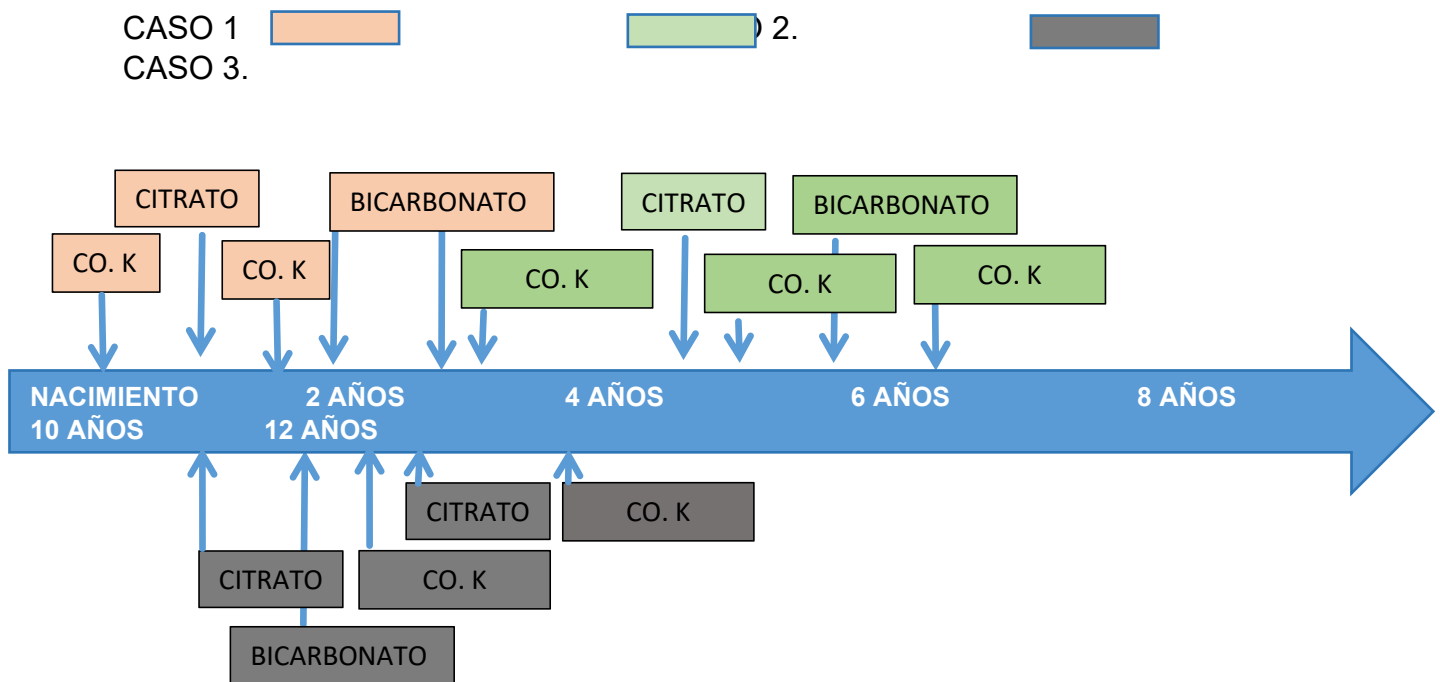 CASO 1
2.
CASO 3.
CITRATO
BICARBONATO
CITRATO
BICARBONATO
CO. K
CO. K
CO. K
CO. K
CO. K
NACIMIENTO 2 AÑOS 4 AÑOS 6 AÑOS 8 AÑOS
10 AÑOS 12 AÑOS
CITRATO
CO. K
CITRATO
CO. K
BICARBONATO